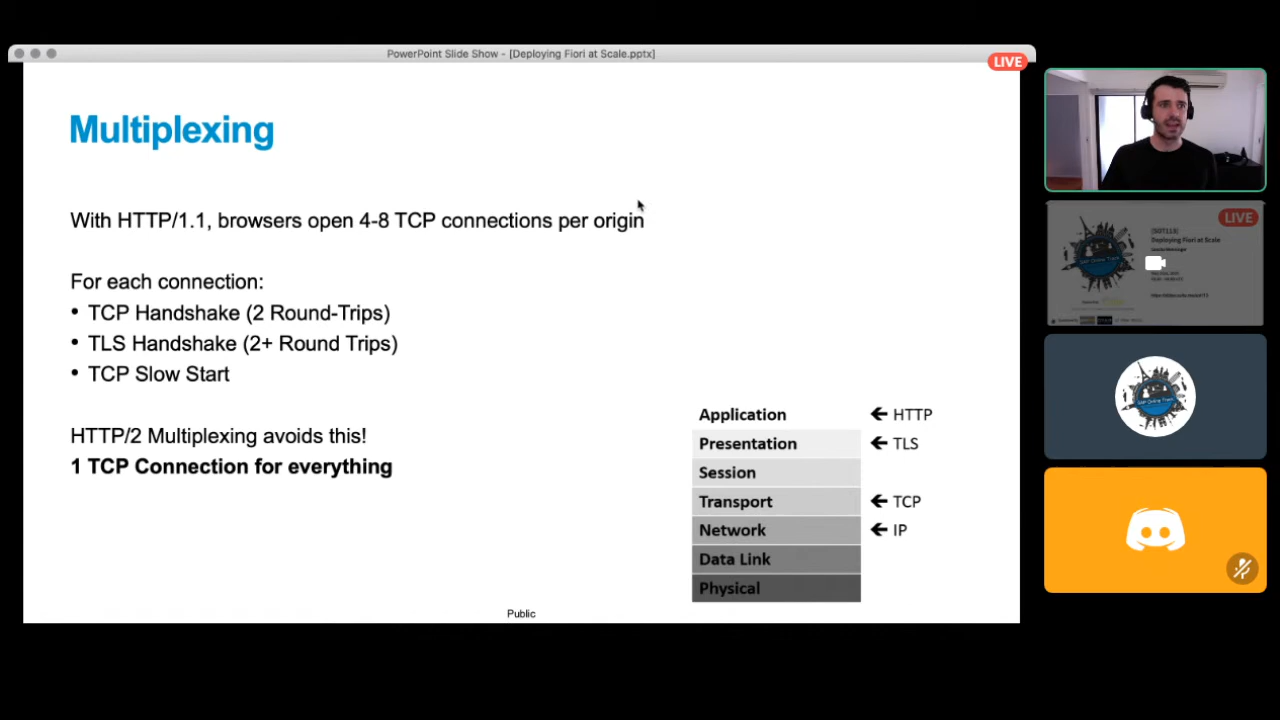 PowerPoint Slide Show - [Deploying Fiori at Scale.pptx]
LIVE
Multiplexing
With HTTP/1.1, browsers open 4-8 TCP connections per origin
For each connection:
• TCP Handshake (2 Round-Trips)
• TLS Handshake (2+ Round Trips)
• TCP Slow Start
HTTP/2 Multiplexing avoids this!
1 TCP Connection for everything
Application ← HTTP
Presentation ← TLS
Session
Transport ← TCP
Network ← IP
Data Link
Physical
Public
LIVE
Deploying Fiori at Scale